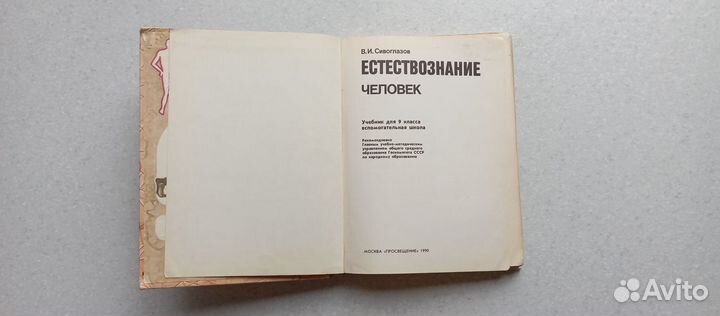 В.И. Сивоглазов
ЕСТЕСТВОЗНАНИЕ
ЧЕЛОВЕК
Учебник для 9 класса
вспомогательная школа
Рекомендовано
Главным учебно-методическим
управлением общего среднего
образования Гособразования СССР
по народному образованию
МОСКВА «ПРОСВЕЩЕНИЕ» 1990
Avito